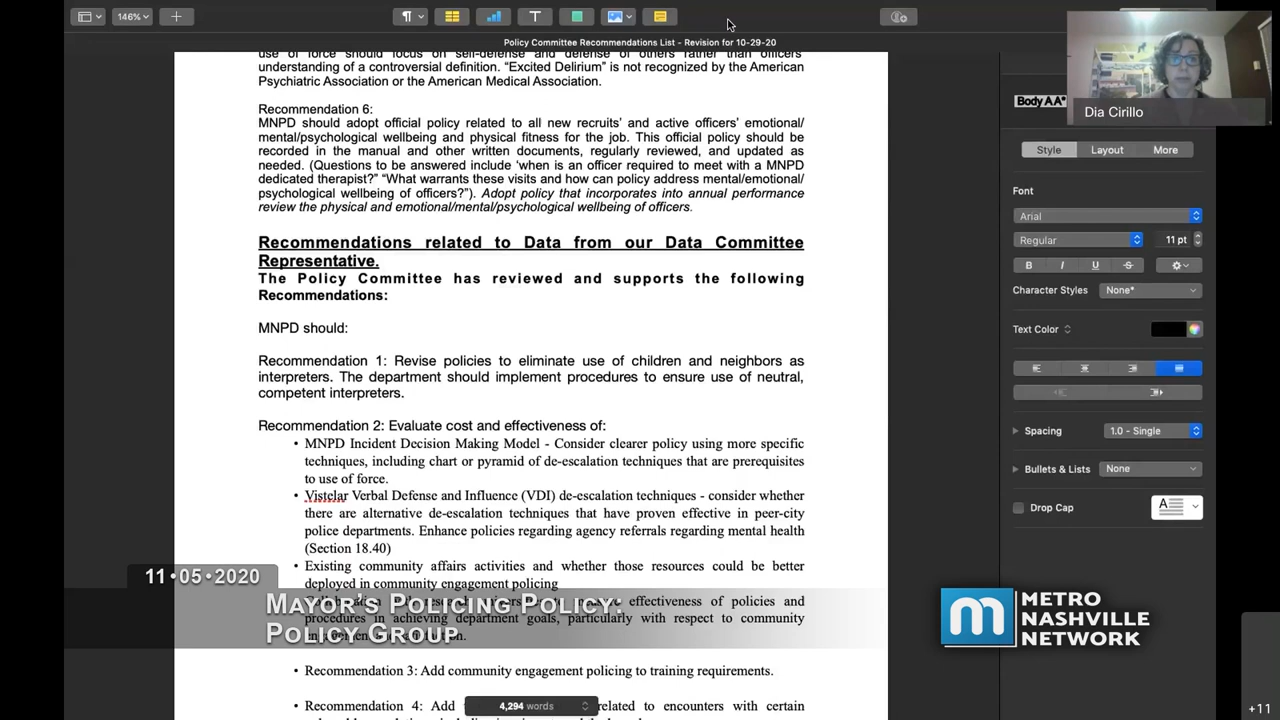 146%
¶
T
Policy Committee Recommendations List - Revision for 10-29-20
Dia Cirillo
use of force should focus on self-defense and defense of others rather than officers'
understanding of a controversial definition. “Excited Delirium” is not recognized by the American
Psychiatric Association or the American Medical Association.
Recommendation 6:
MNPD should adopt official policy related to all new recruits’ and active officers’ emotional/
mental/psychological wellbeing and physical fitness for the job. This official policy should be
recorded in the manual and other written documents, regularly reviewed, and updated as
needed. (Questions to be answered include ‘when is an officer required to meet with a MNPD
dedicated therapist?” “What warrants these visits and how can policy address mental/emotional/
psychological wellbeing of officers?”). Adopt policy that incorporates into annual performance
review the physical and emotional/mental/psychological wellbeing of officers.
Recommendations related to Data from our Data Committee
Representative.
The Policy Committee has reviewed and supports the following
Recommendations:
MNPD should:
Recommendation 1: Revise policies to eliminate use of children and neighbors as
interpreters. The department should implement procedures to ensure use of neutral,
competent interpreters.
Recommendation 2: Evaluate cost and effectiveness of:
• MNPD Incident Decision Making Model - Consider clearer policy using more specific
techniques, including chart or pyramid of de-escalation techniques that are prerequisites
to use of force.
• Vistelar Verbal Defense and Influence (VDI) de-escalation techniques - consider whether
there are alternative de-escalation techniques that have proven effective in peer-city
police departments. Enhance policies regarding agency referrals regarding mental health
(Section 18.40)
• Existing community affairs activities and whether those resources could be better
deployed in community engagement policing
effectiveness of policies and
procedures in achieving department goals, particularly with respect to community
• Recommendation 3: Add community engagement policing to training requirements.
• Recommendation 4: Add related to encounters with certain
4,294 words
11•05•2020
Mayor's Policing Policy:
Policy Group
m
METRO
NASHVILLE
NETWORK
Body A A*
Style Layout More
Font
Arial
Regular 11 pt
B I U S
Character Styles None*
Text Color
Spacing 1.0 - Single
Bullets & Lists None
Drop Cap
A
+11